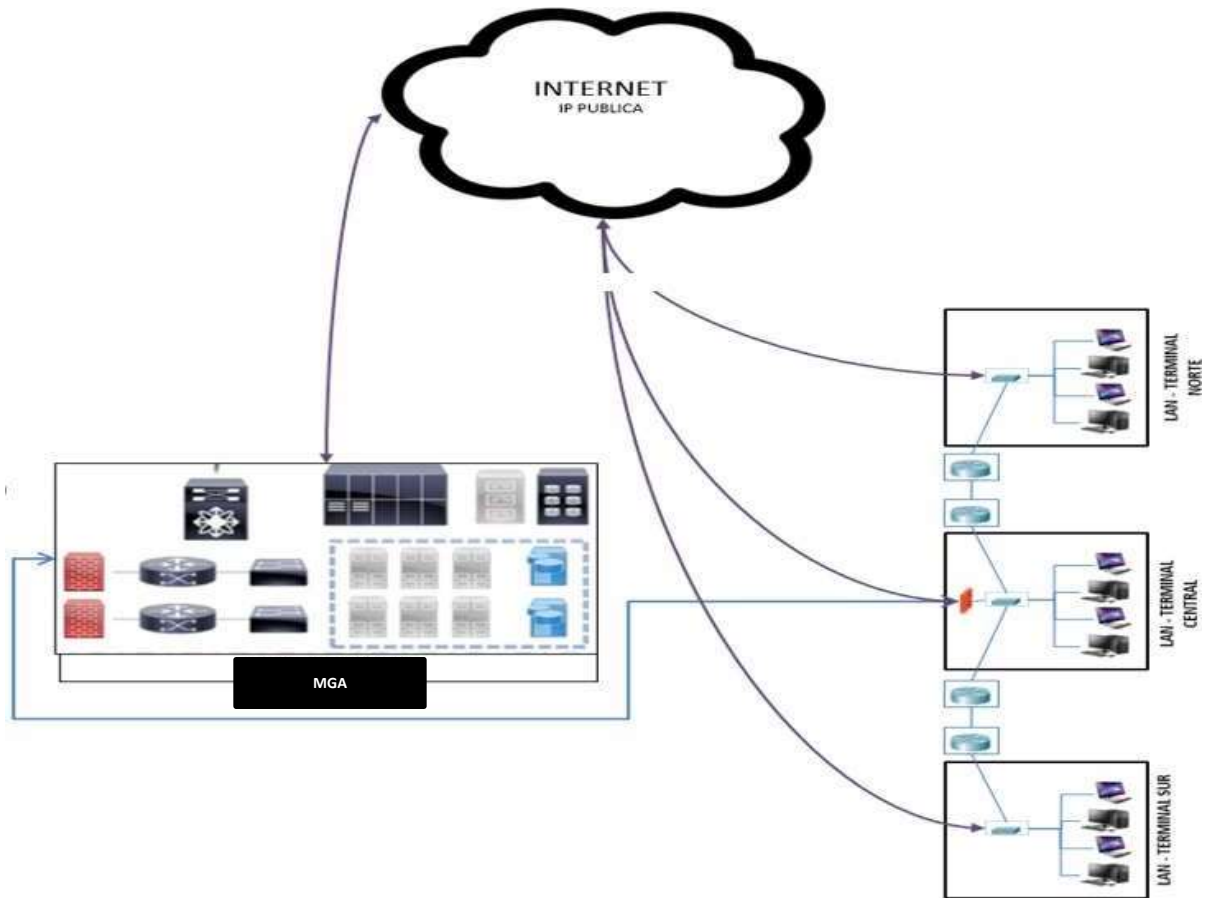 INTERNET
IP PUBLICA
LAN - TERMINAL
NORTE
LAN - TERMINAL
CENTRAL
MGA
LAN - TERMINAL SUR